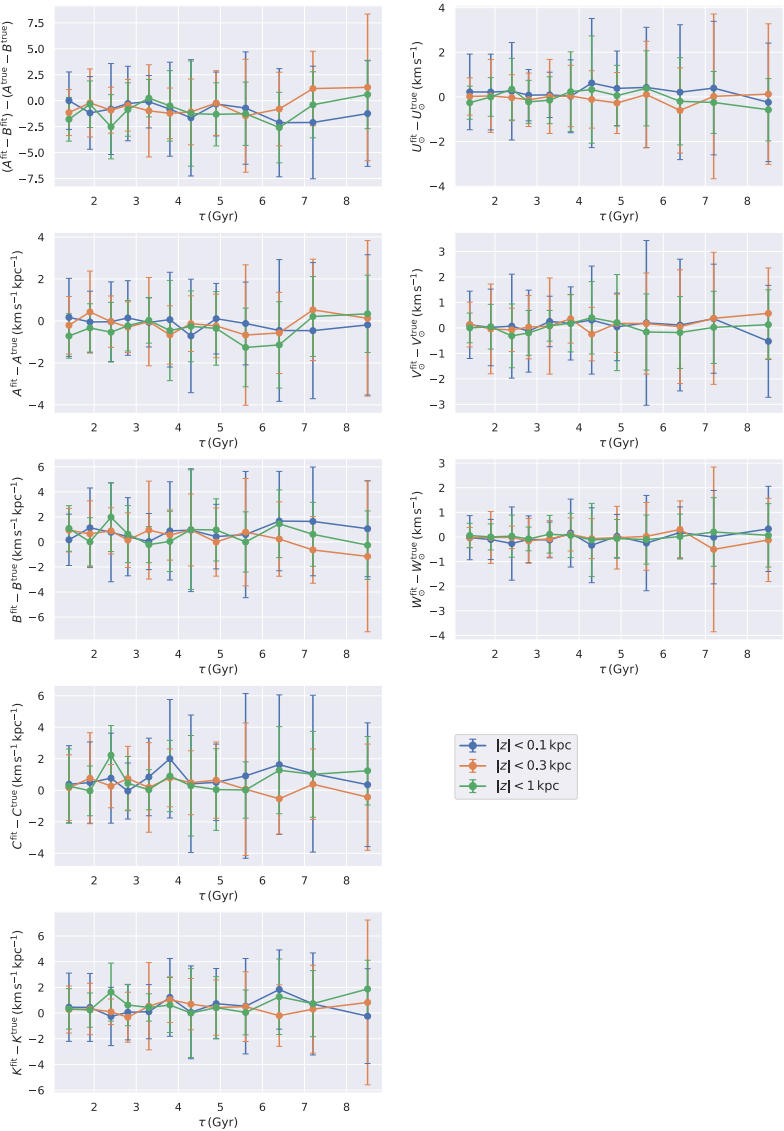 (A^fit − B^fit) − (A^true − B^true)
7.5
5.0
2.5
0.0
−2.5
−5.0
−7.5
2 3 4 5 6 7 8
τ (Gyr)
U⊙^fit − U⊙^true (km s⁻¹)
4
2
0
−2
−4
2 3 4 5 6 7 8
τ (Gyr)
A^fit − A^true (km s⁻¹ kpc⁻¹)
4
2
0
−2
−4
2 3 4 5 6 7 8
τ (Gyr)
V⊙^fit − V⊙^true (km s⁻¹)
3
2
1
0
−1
−2
−3
2 3 4 5 6 7 8
τ (Gyr)
B^fit − B^true (km s⁻¹ kpc⁻¹)
6
4
2
0
−2
−4
−6
2 3 4 5 6 7 8
τ (Gyr)
W⊙^fit − W⊙^true (km s⁻¹)
3
2
1
0
−1
−2
−3
−4
2 3 4 5 6 7 8
τ (Gyr)
C^fit − C^true (km s⁻¹ kpc⁻¹)
6
4
2
0
−2
−4
2 3 4 5 6 7 8
τ (Gyr)
|z| < 0.1 kpc
|z| < 0.3 kpc
|z| < 1 kpc
K^fit − K^true (km s⁻¹ kpc⁻¹)
6
4
2
0
−2
−4
−6
2 3 4 5 6 7 8
τ (Gyr)